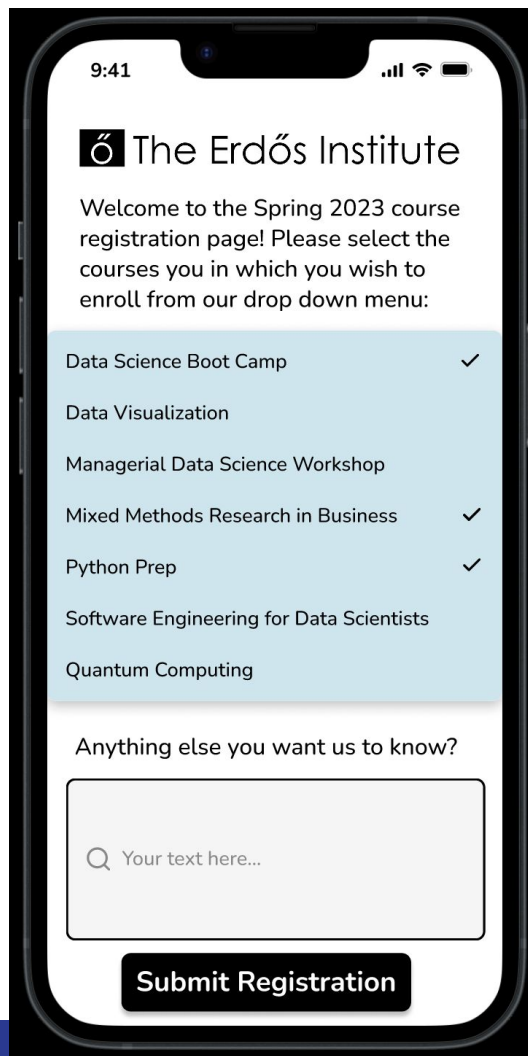 9:41
ő The Erdős Institute
Welcome to the Spring 2023 course
registration page! Please select the
courses you in which you wish to
enroll from our drop down menu:
Data Science Boot Camp
Data Visualization
Managerial Data Science Workshop
Mixed Methods Research in Business
Python Prep
Software Engineering for Data Scientists
Quantum Computing
Anything else you want us to know?
Your text here...
Submit Registration